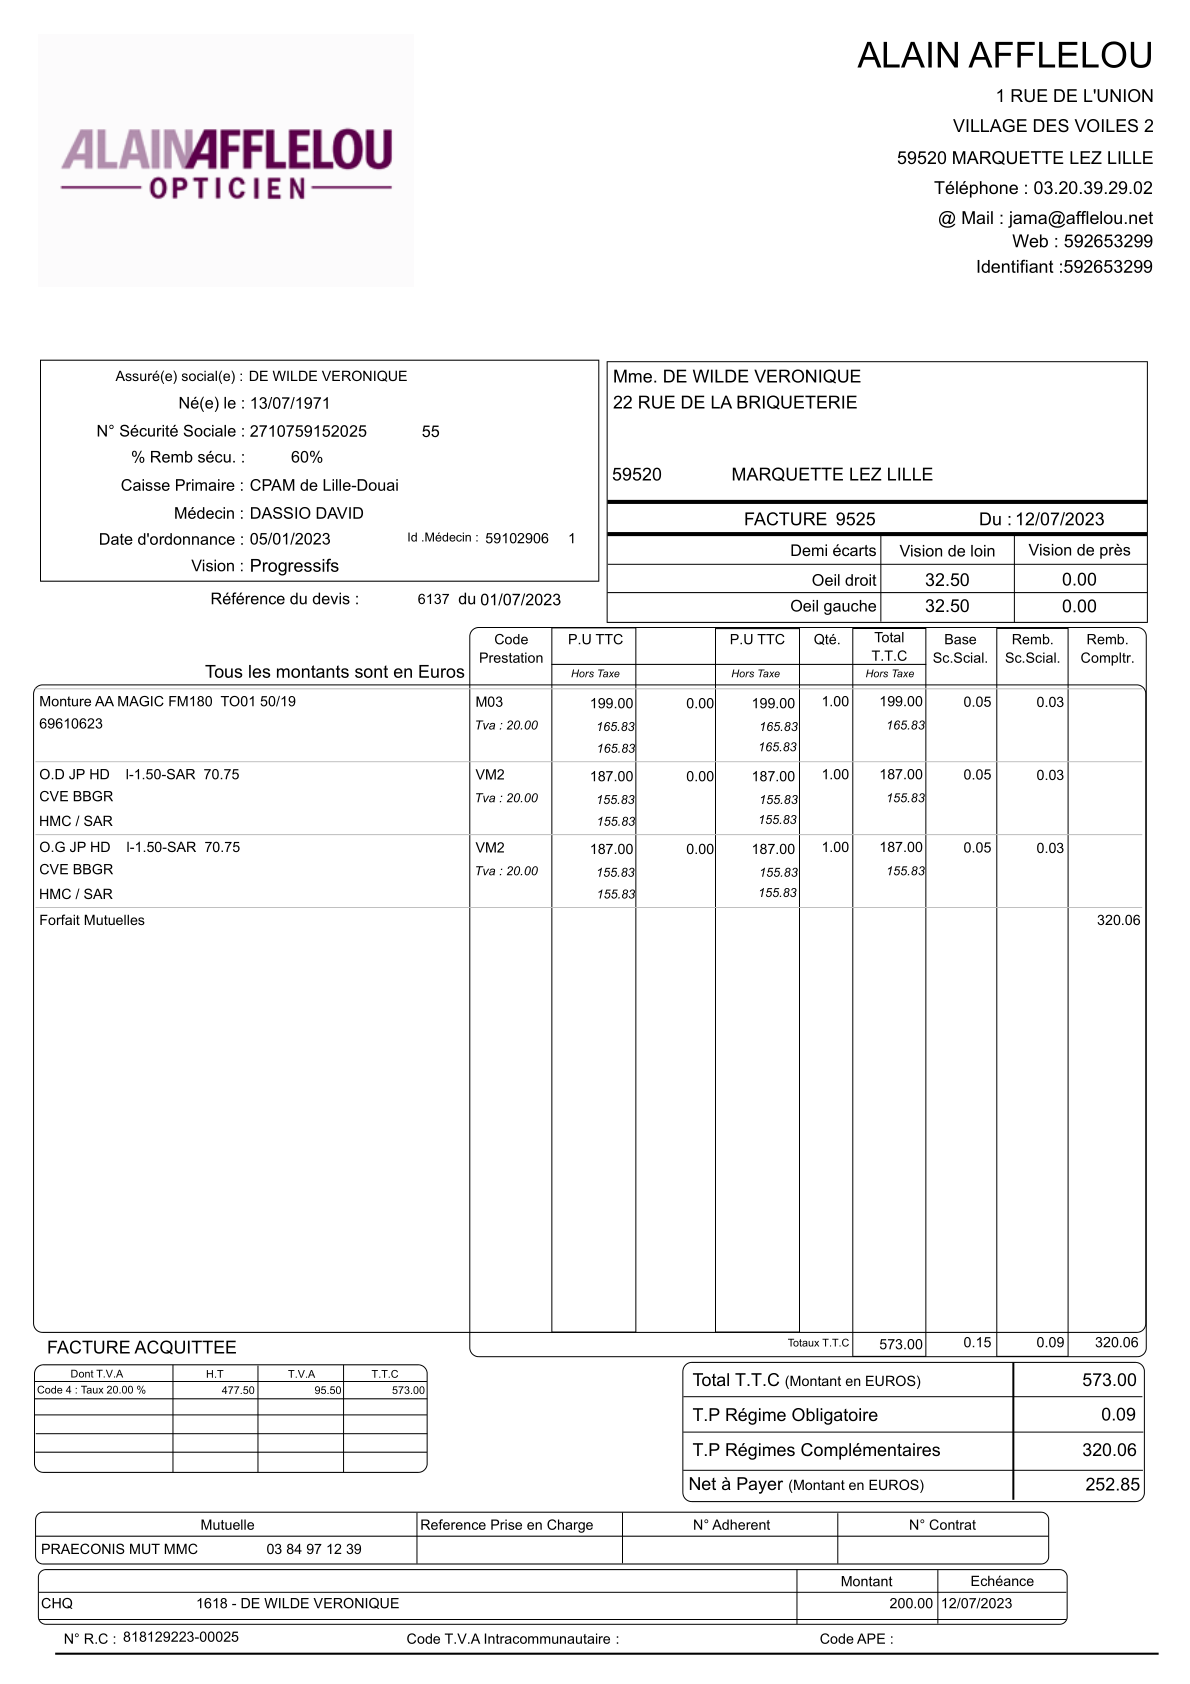 ALAIN AFFLELOU
OPTICIEN
ALAIN AFFLELOU
1 RUE DE L'UNION
VILLAGE DES VOILES 2
59520 MARQUETTE LEZ LILLE
Téléphone : 03.20.39.29.02
@ Mail : jama@afflelou.net
Web : 592653299
Identifiant :592653299
Assuré(e) social(e) : DE WILDE VERONIQUE
Né(e) le : 13/07/1971
N° Sécurité Sociale : 2710759152025 55
% Remb sécu. : 60%
Caisse Primaire : CPAM de Lille-Douai
Médecin : DASSIO DAVID
Date d'ordonnance : 05/01/2023 Id .Médecin : 59102906 1
Vision : Progressifs
Référence du devis : 6137 du 01/07/2023
Mme. DE WILDE VERONIQUE
22 RUE DE LA BRIQUETERIE
59520 MARQUETTE LEZ LILLE
FACTURE 9525 Du : 12/07/2023
Demi écarts Vision de loin Vision de près
Oeil droit 32.50 0.00
Oeil gauche 32.50 0.00
Code P.U TTC P.U TTC Qté. Total Base Remb. Remb.
Prestation T.T.C Sc.Scial. Sc.Scial. Compltr.
Tous les montants sont en Euros Hors Taxe Hors Taxe Hors Taxe
Monture AA MAGIC FM180 TO01 50/19 M03 199.00 0.00 199.00 1.00 199.00 0.05 0.03
69610623 Tva : 20.00 165.83 165.83 165.83
165.83 165.83
O.D JP HD I-1.50-SAR 70.75 VM2 187.00 0.00 187.00 1.00 187.00 0.05 0.03
CVE BBGR Tva : 20.00 155.83 155.83 155.83
HMC / SAR 155.83 155.83
O.G JP HD I-1.50-SAR 70.75 VM2 187.00 0.00 187.00 1.00 187.00 0.05 0.03
CVE BBGR Tva : 20.00 155.83 155.83 155.83
HMC / SAR 155.83 155.83
Forfait Mutuelles 320.06
FACTURE ACQUITTEE Totaux T.T.C 573.00 0.15 0.09 320.06
Dont T.V.A H.T T.V.A T.T.C
Code 4 : Taux 20.00 % 477.50 95.50 573.00
Total T.T.C (Montant en EUROS) 573.00
T.P Régime Obligatoire 0.09
T.P Régimes Complémentaires 320.06
Net à Payer (Montant en EUROS) 252.85
Mutuelle Reference Prise en Charge N° Adherent N° Contrat
PRAECONIS MUT MMC 03 84 97 12 39
Montant Echéance
CHQ 1618 - DE WILDE VERONIQUE 200.00 12/07/2023
N° R.C : 818129223-00025 Code T.V.A Intracommunautaire : Code APE :